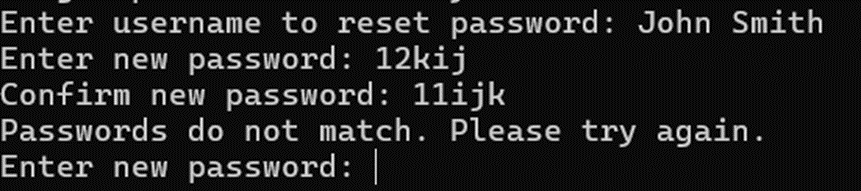 Enter username to reset password: John Smith
Enter new password: 12kij
Confirm new password: 11ijk
Passwords do not match. Please try again.
Enter new password: